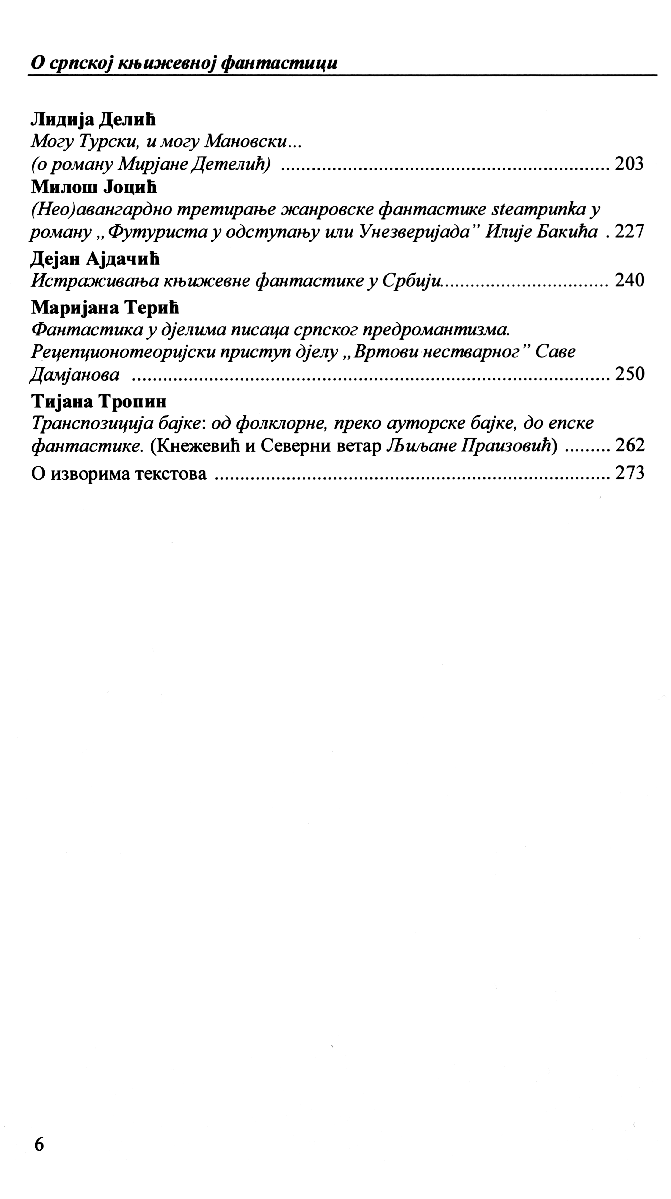 О српској књижевној фантастици
Лидија Делић
Могу Турски, и могу Мановски...
(о роману Мирјане Детелић) ................................................................ 203
Милош Јоцић
(Нео)авангардно третирање жанровске фантастике steaмпипka у
роману „Футуриста у одступању или Унезверијада” Илије Бакића . 227
Дејан Ајдачић
Истраживања књижевне фантастике у Србији................................. 240
Маријана Терић
Фантастика у дјелима писаца српског предромантизма.
Рецепционотеоријски приступ дјелу „Вртови нестварног” Саве
Дамјанова .............................................................................................. 250
Тијана Тропин
Транспозиција бајке: од фолклорне, преко ауторске бајке, до епске
фантастике. (Кнежевић и Северни ветар Љиљане Праизовић) ......... 262
О изворима текстова .............................................................................. 273
6